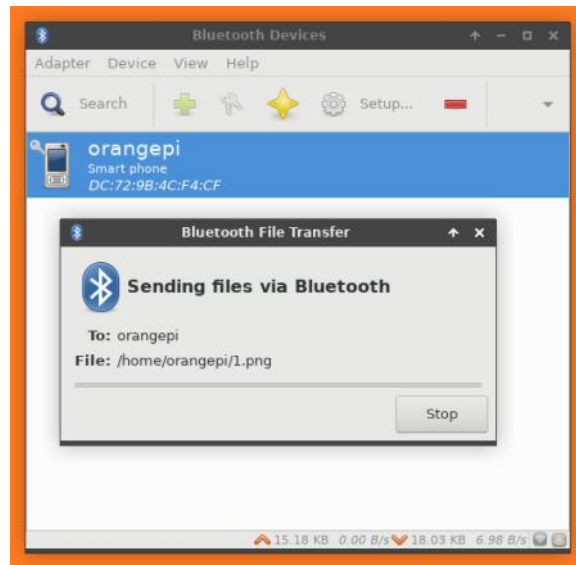 Bluetooth Devices
Adapter Device View Help
Search Setup...
orangepi
Smart phone
DC:72:9B:4C:F4:CF
Bluetooth File Transfer
Sending files via Bluetooth
To: orangepi
File: /home/orangepi/1.png
Stop
15.18 KB 0.00 B/s 18.03 KB 6.98 B/s